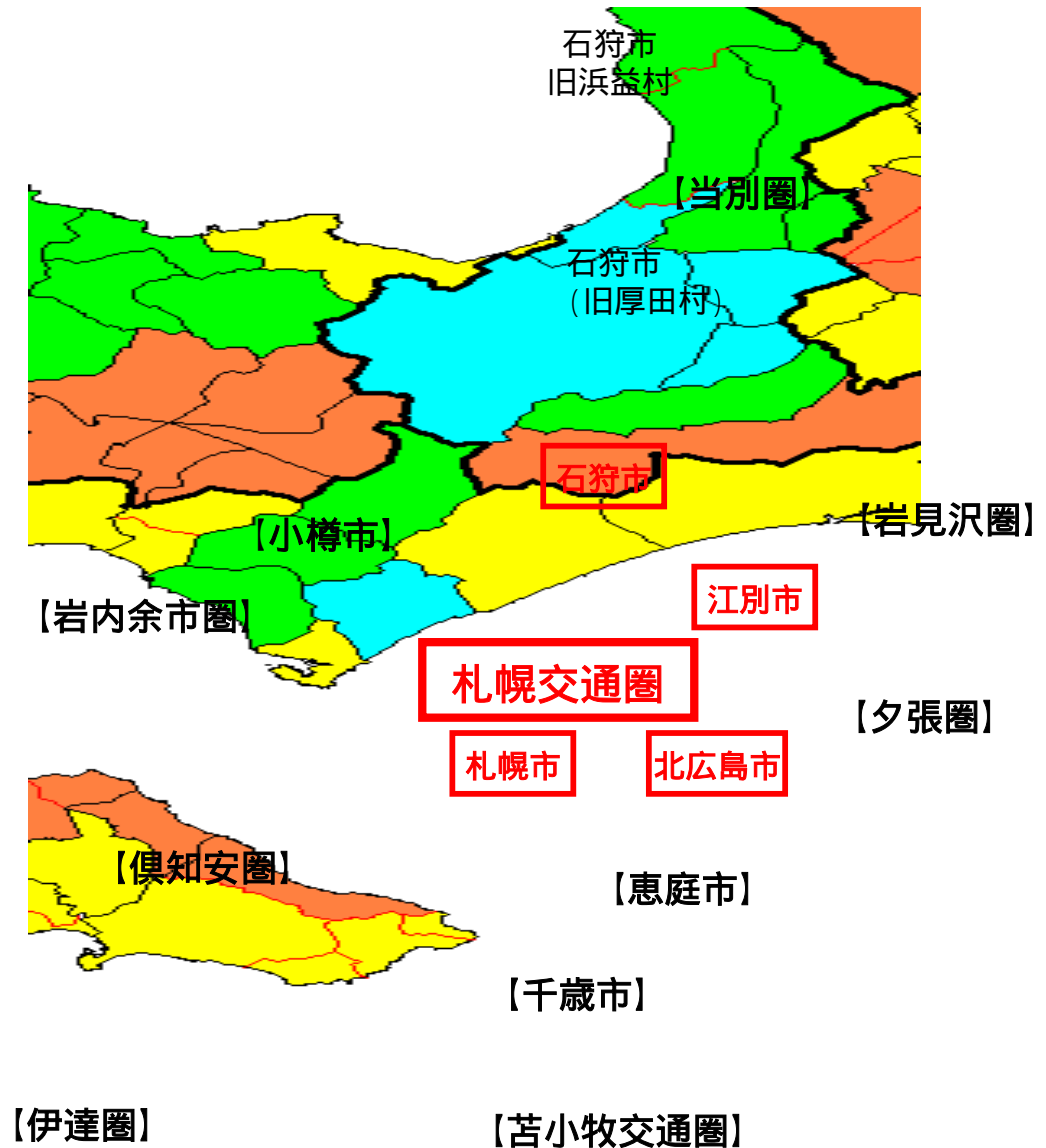 石狩市
旧浜益村
【当別圏】
石狩市
（旧厚田村）
石狩市
【岩見沢圏】
【小樽市】
江別市
【岩内余市圏】
札幌交通圏
【夕張圏】
札幌市
北広島市
【倶知安圏】
【恵庭市】
【千歳市】
【伊達圏】
【苫小牧交通圏】